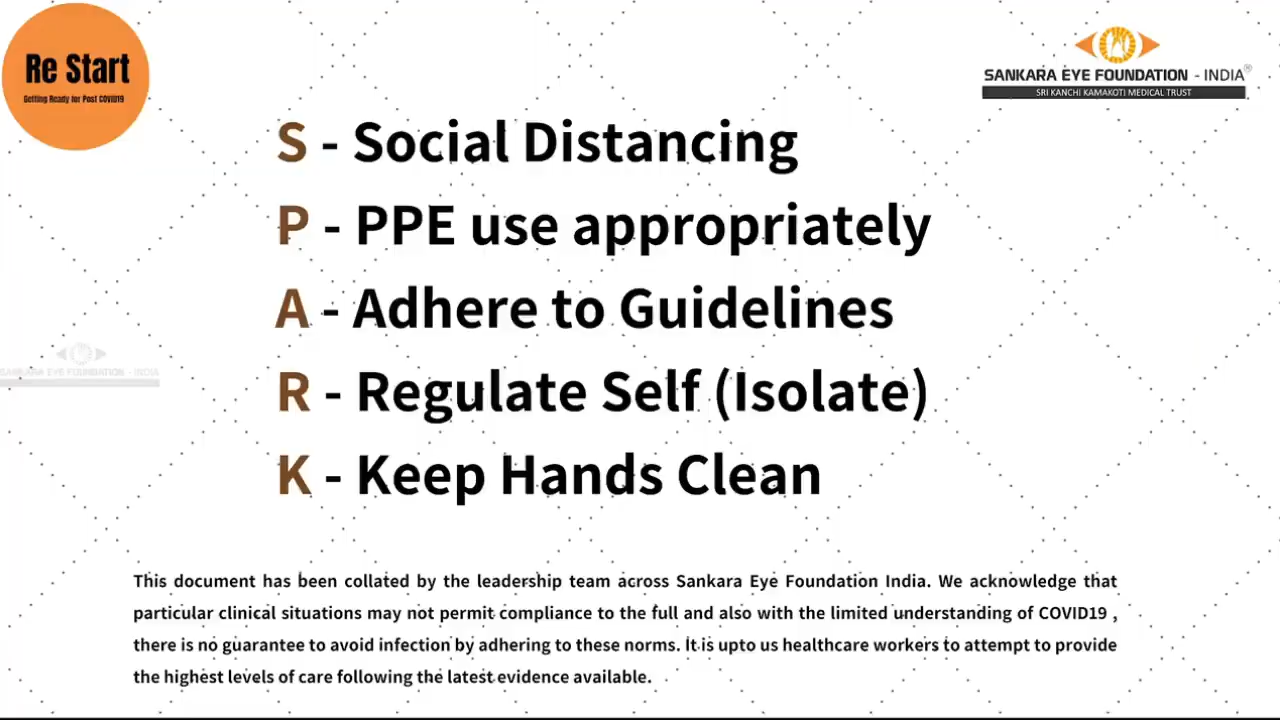 Re Start
Getting Ready for Post COVID19
SANKARA EYE FOUNDATION - INDIA®
SRI KANCHI KAMAKOTI MEDICAL TRUST
S - Social Distancing
P - PPE use appropriately
A - Adhere to Guidelines
R - Regulate Self (Isolate)
K - Keep Hands Clean
SANKARA EYE FOUNDATION - INDIA
This document has been collated by the leadership team across Sankara Eye Foundation India. We acknowledge that
particular clinical situations may not permit compliance to the full and also with the limited understanding of COVID19 ,
there is no guarantee to avoid infection by adhering to these norms. It is upto us healthcare workers to attempt to provide
the highest levels of care following the latest evidence available.